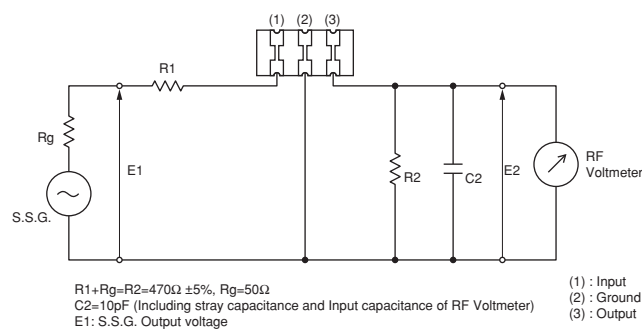 (1) (2) (3)
R1
Rg
E1
R2
C2
E2
RF
Voltmeter
S.S.G.
R1+Rg=R2=470Ω ±5%, Rg=50Ω
C2=10pF (Including stray capacitance and Input capacitance of RF Voltmeter)
E1: S.S.G. Output voltage
(1) : Input
(2) : Ground
(3) : Output